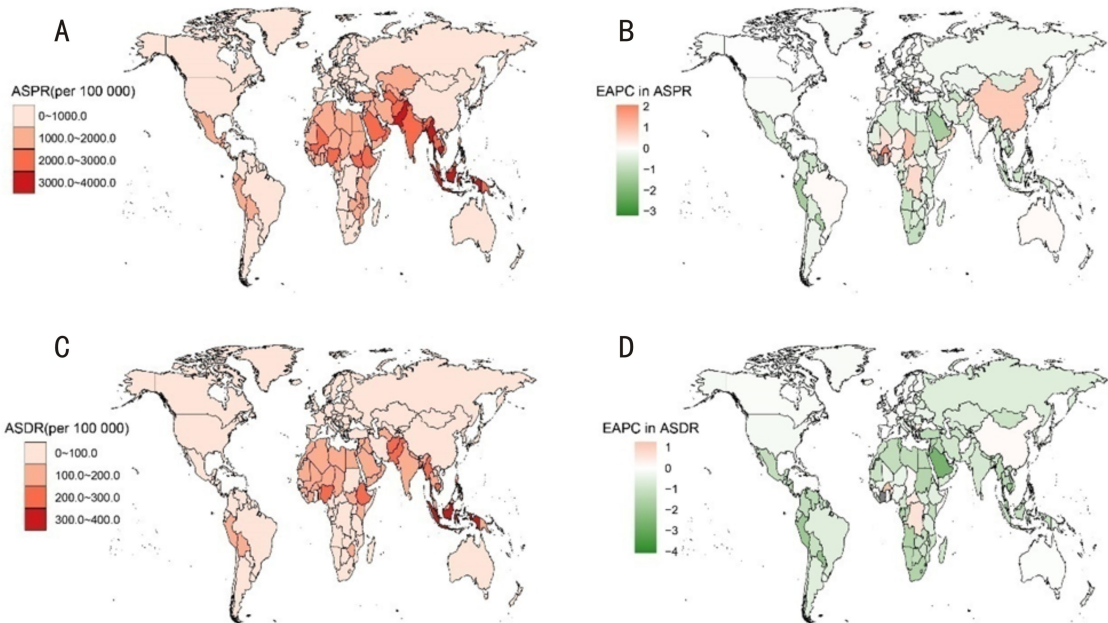 A
ASPR(per 100 000)
0~1000.0
1000.0~2000.0
2000.0~3000.0
3000.0~4000.0
B
EAPC in ASPR
2
1
0
−1
−2
−3
C
ASDR(per 100 000)
0~100.0
100.0~200.0
200.0~300.0
300.0~400.0
D
EAPC in ASDR
1
0
−1
−2
−3
−4